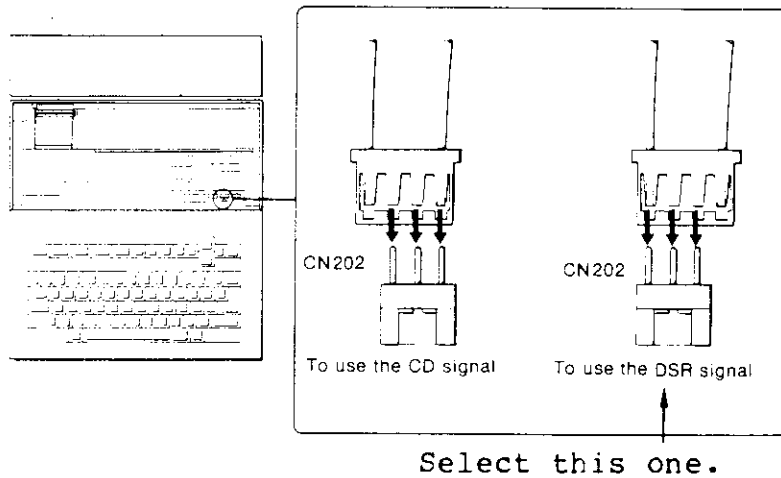 CN202
CN202
To use the CD signal
To use the DSR signal
Select this one.